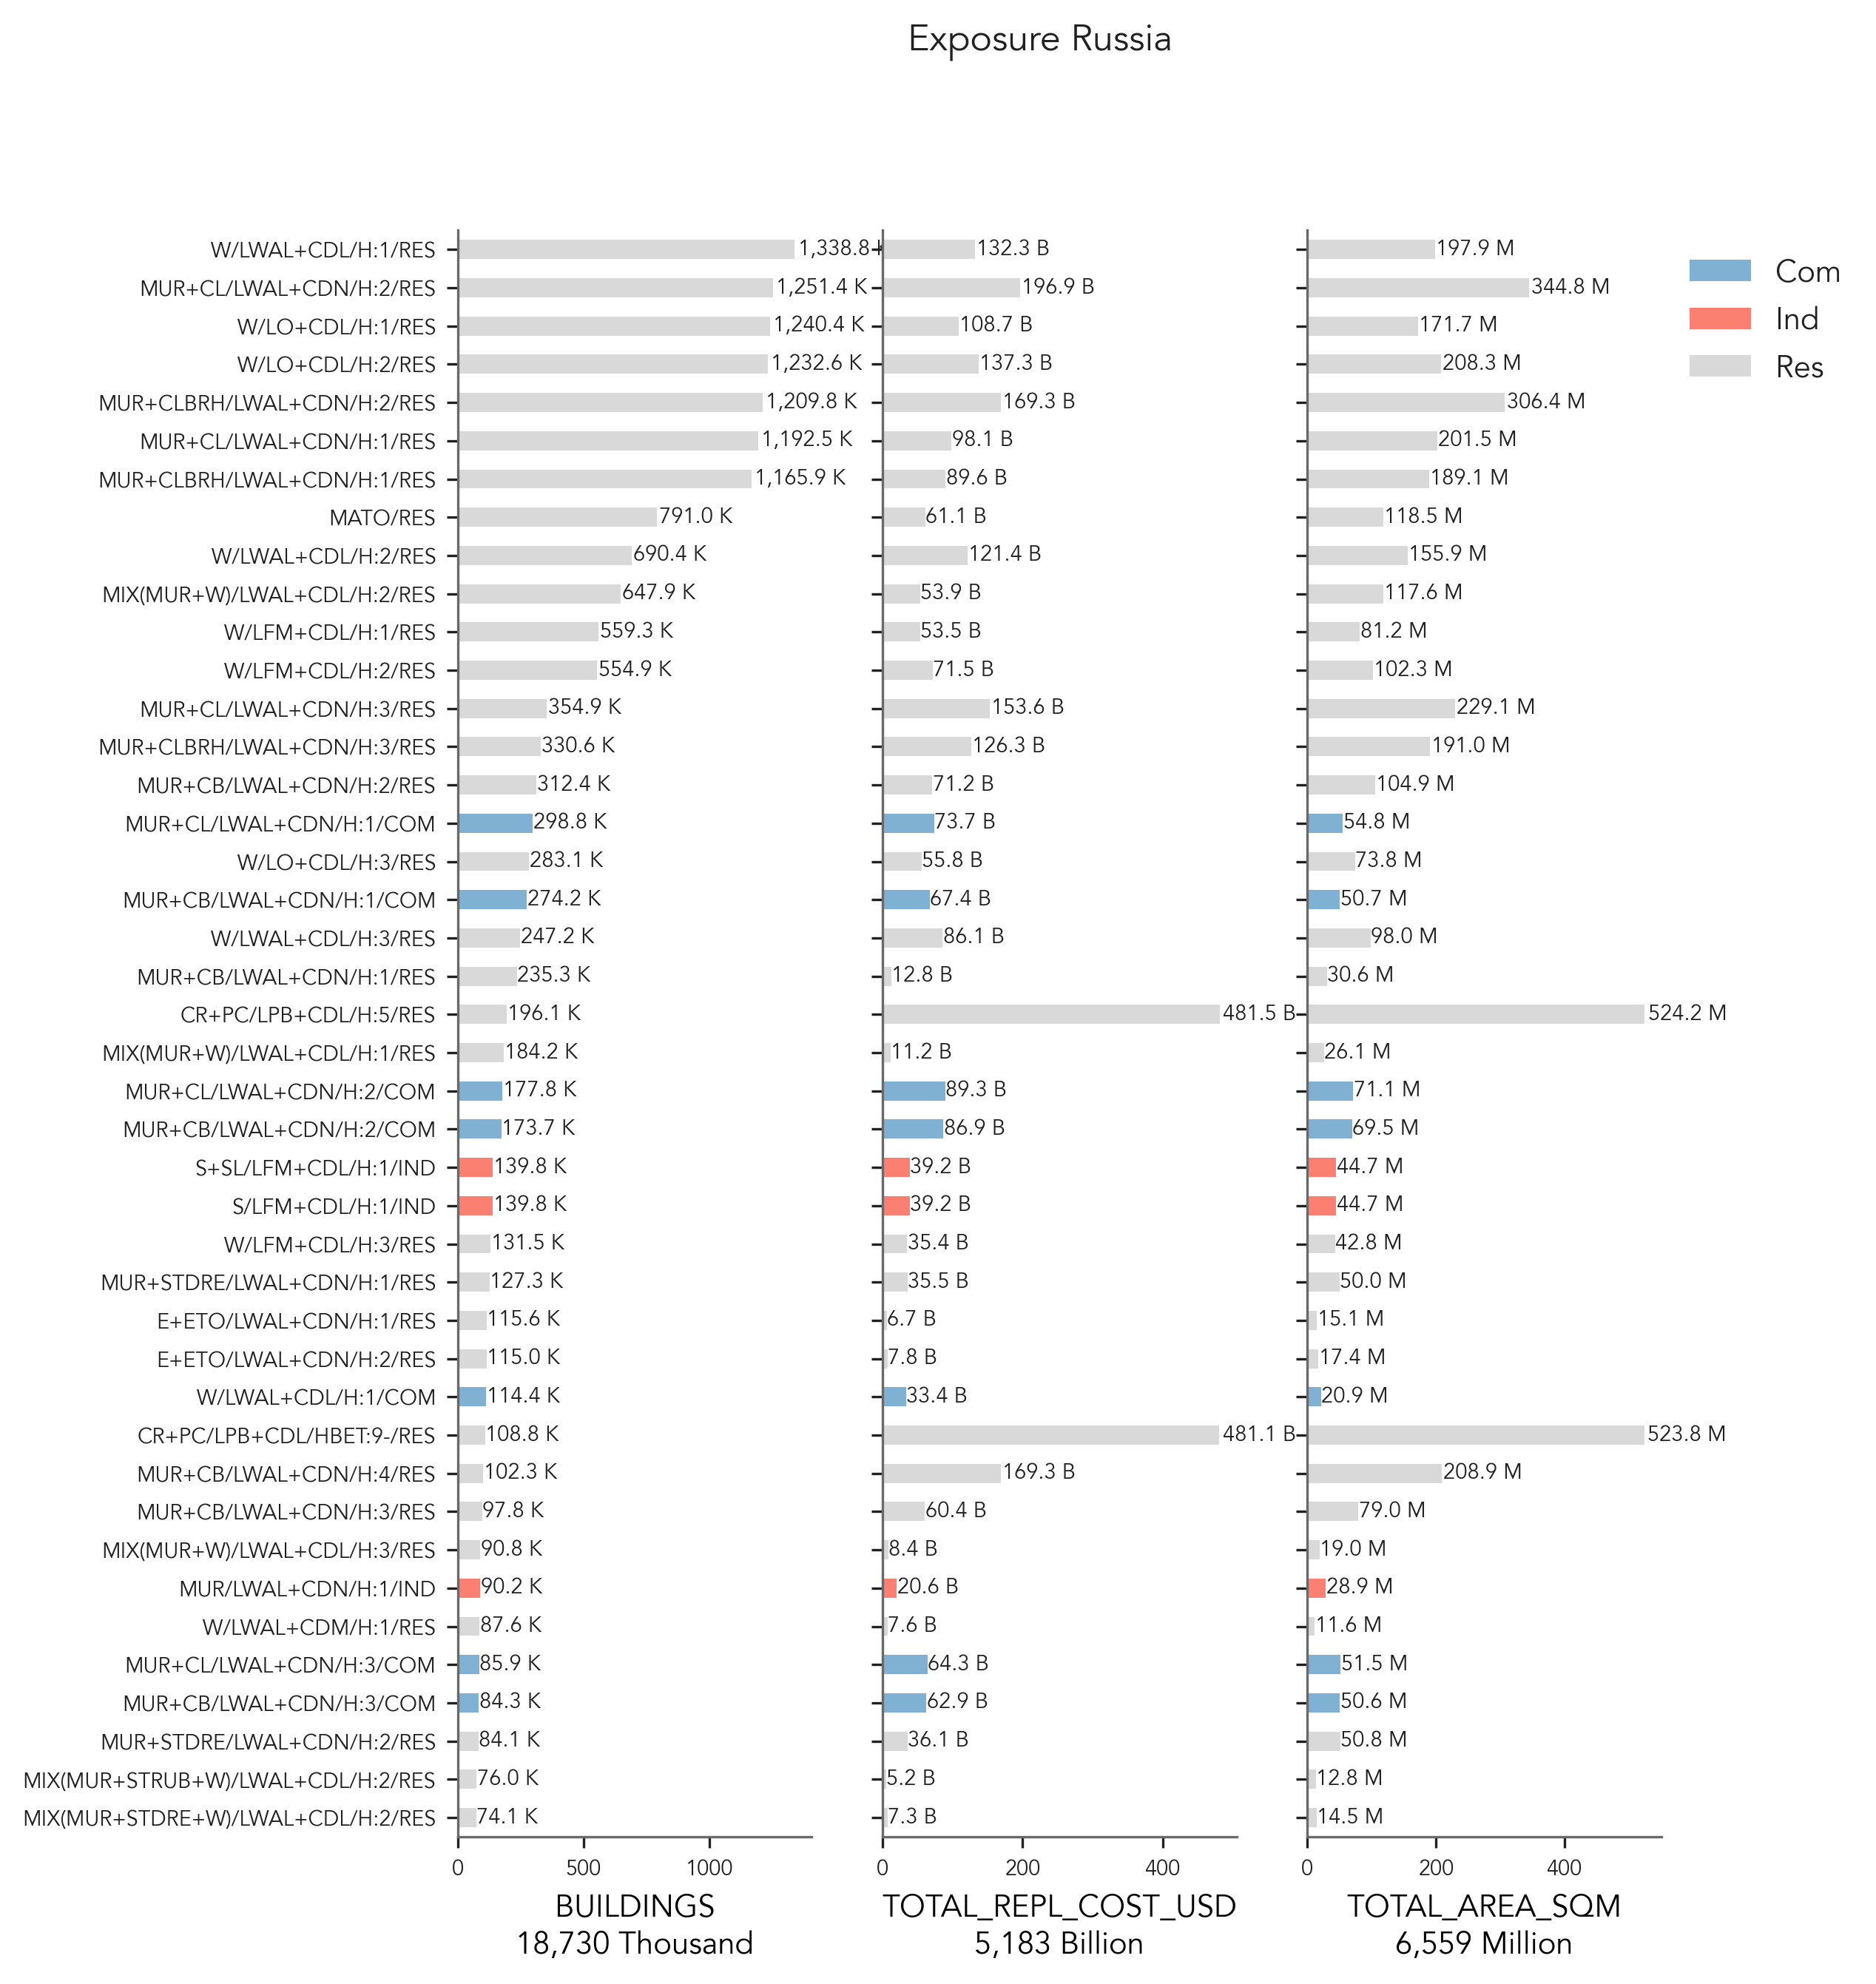 Exposure Russia
W/LWAL+CDL/H:1/RES 1,338.8 132.3 B 197.9 M
MUR+CL/LWAL+CDN/H:2/RES 1,251.4 K 196.9 B 344.8 M
W/LO+CDL/H:1/RES 1,240.4 K 108.7 B 171.7 M
W/LO+CDL/H:2/RES 1,232.6 K 137.3 B 208.3 M
MUR+CLBRH/LWAL+CDN/H:2/RES 1,209.8 K 169.3 B 306.4 M
MUR+CL/LWAL+CDN/H:1/RES 1,192.5 K 98.1 B 201.5 M
MUR+CLBRH/LWAL+CDN/H:1/RES 1,165.9 K 89.6 B 189.1 M
MATO/RES 791.0 K 61.1 B 118.5 M
W/LWAL+CDL/H:2/RES 690.4 K 121.4 B 155.9 M
MIX(MUR+W)/LWAL+CDL/H:2/RES 647.9 K 53.9 B 117.6 M
W/LFM+CDL/H:1/RES 559.3 K 53.5 B 81.2 M
W/LFM+CDL/H:2/RES 554.9 K 71.5 B 102.3 M
MUR+CL/LWAL+CDN/H:3/RES 354.9 K 153.6 B 229.1 M
MUR+CLBRH/LWAL+CDN/H:3/RES 330.6 K 126.3 B 191.0 M
MUR+CB/LWAL+CDN/H:2/RES 312.4 K 71.2 B 104.9 M
MUR+CL/LWAL+CDN/H:1/COM 298.8 K 73.7 B 54.8 M
W/LO+CDL/H:3/RES 283.1 K 55.8 B 73.8 M
MUR+CB/LWAL+CDN/H:1/COM 274.2 K 67.4 B 50.7 M
W/LWAL+CDL/H:3/RES 247.2 K 86.1 B 98.0 M
MUR+CB/LWAL+CDN/H:1/RES 235.3 K 12.8 B 30.6 M
CR+PC/LPB+CDL/H:5/RES 196.1 K 481.5 B 524.2 M
MIX(MUR+W)/LWAL+CDL/H:1/RES 184.2 K 11.2 B 26.1 M
MUR+CL/LWAL+CDN/H:2/COM 177.8 K 89.3 B 71.1 M
MUR+CB/LWAL+CDN/H:2/COM 173.7 K 86.9 B 69.5 M
S+SL/LFM+CDL/H:1/IND 139.8 K 39.2 B 44.7 M
S/LFM+CDL/H:1/IND 139.8 K 39.2 B 44.7 M
W/LFM+CDL/H:3/RES 131.5 K 35.4 B 42.8 M
MUR+STDRE/LWAL+CDN/H:1/RES 127.3 K 35.5 B 50.0 M
E+ETO/LWAL+CDN/H:1/RES 115.6 K 6.7 B 15.1 M
E+ETO/LWAL+CDN/H:2/RES 115.0 K 7.8 B 17.4 M
W/LWAL+CDL/H:1/COM 114.4 K 33.4 B 20.9 M
CR+PC/LPB+CDL/HBET:9-/RES 108.8 K 481.1 B 523.8 M
MUR+CB/LWAL+CDN/H:4/RES 102.3 K 169.3 B 208.9 M
MUR+CB/LWAL+CDN/H:3/RES 97.8 K 60.4 B 79.0 M
MIX(MUR+W)/LWAL+CDL/H:3/RES 90.8 K 8.4 B 19.0 M
MUR/LWAL+CDN/H:1/IND 90.2 K 20.6 B 28.9 M
W/LWAL+CDM/H:1/RES 87.6 K 7.6 B 11.6 M
MUR+CL/LWAL+CDN/H:3/COM 85.9 K 64.3 B 51.5 M
MUR+CB/LWAL+CDN/H:3/COM 84.3 K 62.9 B 50.6 M
MUR+STDRE/LWAL+CDN/H:2/RES 84.1 K 36.1 B 50.8 M
MIX(MUR+STRUB+W)/LWAL+CDL/H:2/RES 76.0 K 5.2 B 12.8 M
MIX(MUR+STDRE+W)/LWAL+CDL/H:2/RES 74.1 K 7.3 B 14.5 M
0 500 1000 0 200 400 0 200 400
BUILDINGS TOTAL_REPL_COST_USD TOTAL_AREA_SQM
18,730 Thousand 5,183 Billion 6,559 Million
Com
Ind
Res